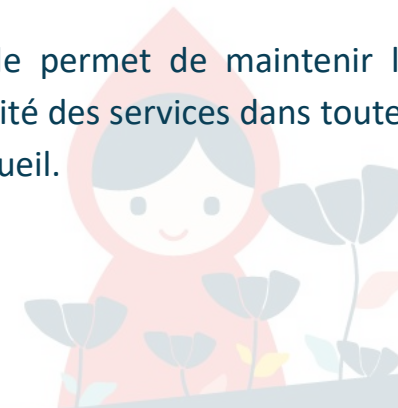 le permet de maintenir l
ité des services dans toute
ueil.